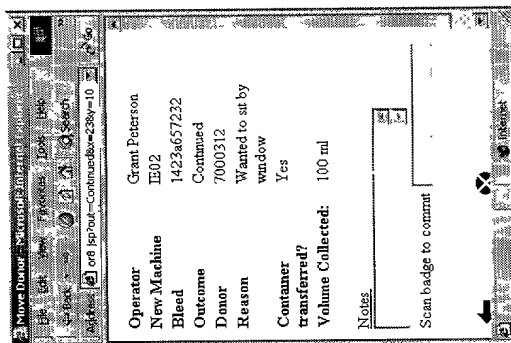 Move Donor - Microsoft Internet Explorer
File Edit View Favorites Tools Help
Back Search
Address or8 jsp?out=Continued&x=23&y=10 Go
Operator Grant Peterson
New Machine IE02
Bleed 1423a657232
Outcome Continued
Donor 7000312
Reason Wanted to sit by
window
Container
transferred? Yes
Volume Collected: 100 ml
Notes
Scan badge to commit
Internet